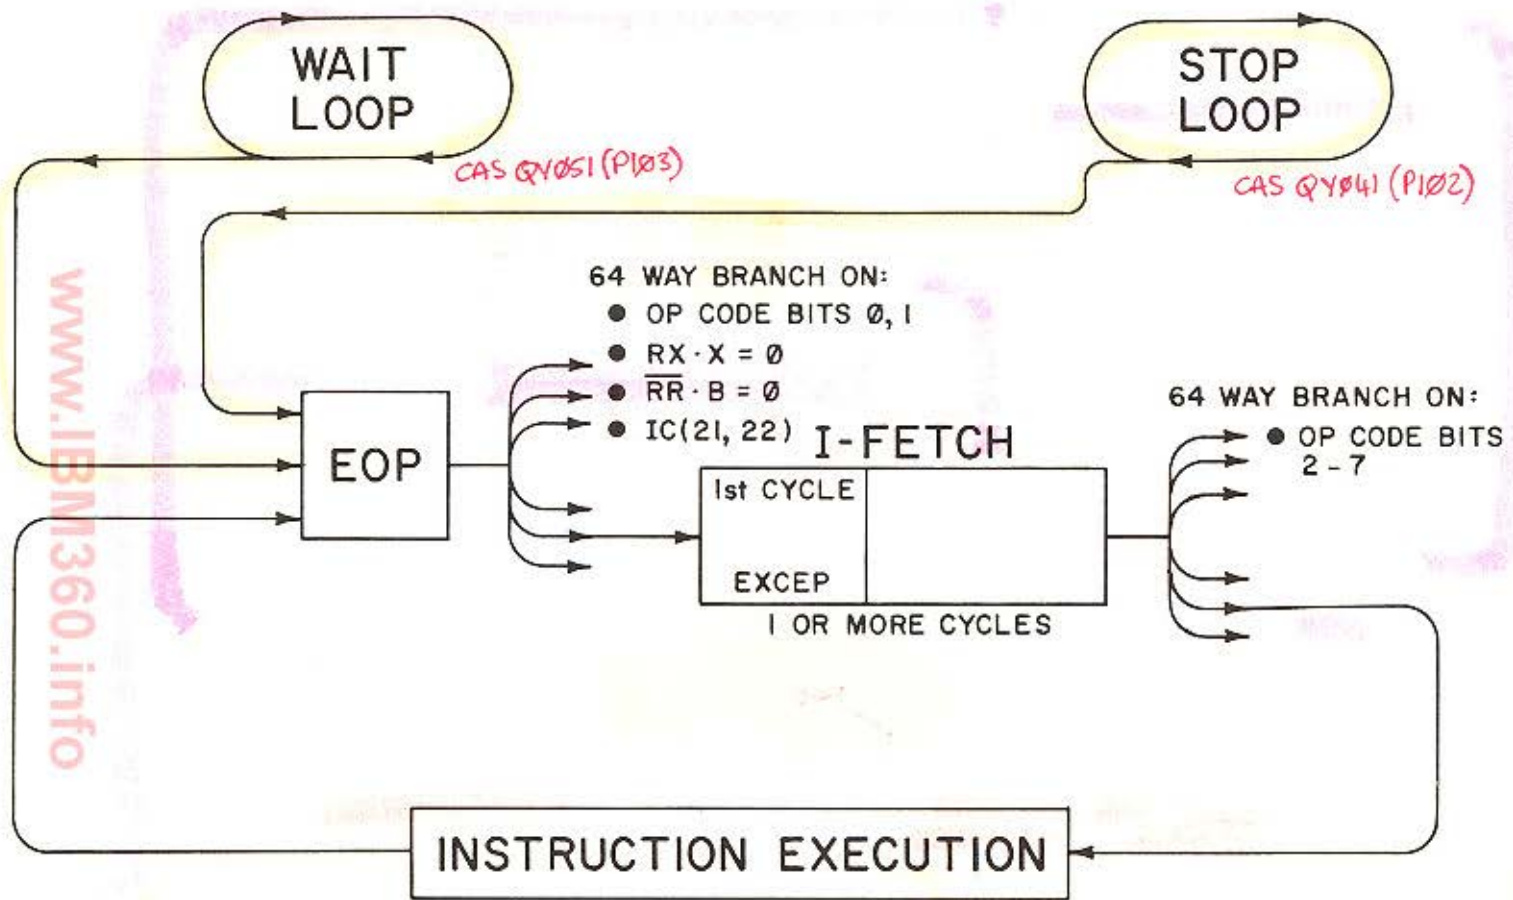 WAIT
LOOP
STOP
LOOP
CAS QYØ51 (P1Ø3)
CAS QYØ41 (P1Ø2)
64 WAY BRANCH ON:
● OP CODE BITS Ø, 1
● RX · X = Ø
● R̅R̅ · B = Ø
● IC(21, 22)
64 WAY BRANCH ON:
● OP CODE BITS
2 - 7
EOP
I-FETCH
1st CYCLE
EXCEP
1 OR MORE CYCLES
INSTRUCTION EXECUTION
www.IBM360.info